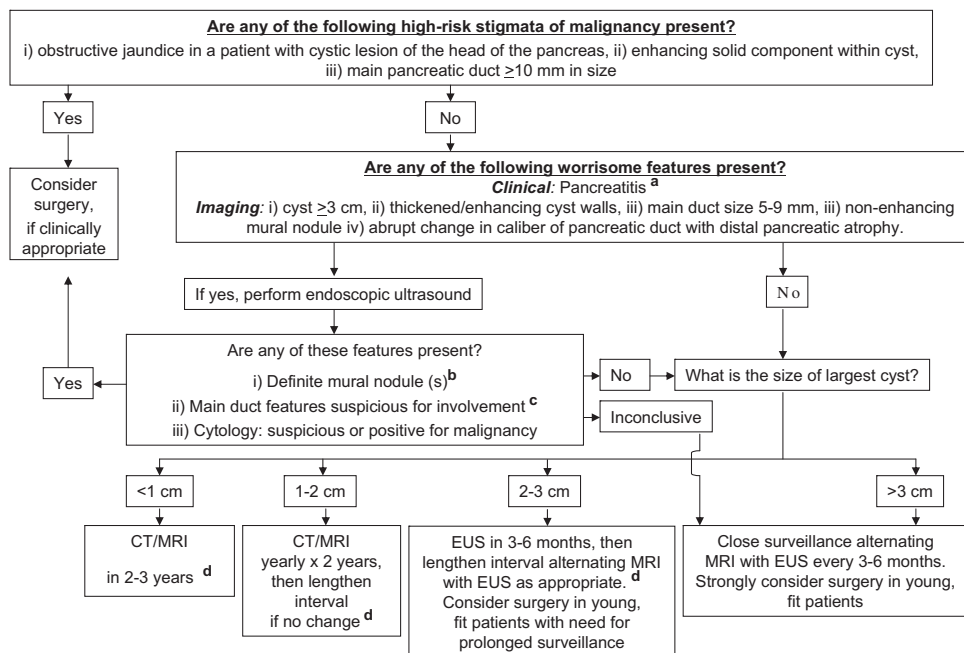 Are any of the following high-risk stigmata of malignancy present?
i) obstructive jaundice in a patient with cystic lesion of the head of the pancreas, ii) enhancing solid component within cyst,
iii) main pancreatic duct ≥10 mm in size
Yes
No
Consider
surgery,
if clinically
appropriate
Are any of the following worrisome features present?
Clinical: Pancreatitis a
Imaging: i) cyst ≥3 cm, ii) thickened/enhancing cyst walls, iii) main duct size 5-9 mm, iii) non-enhancing
mural nodule iv) abrupt change in caliber of pancreatic duct with distal pancreatic atrophy.
If yes, perform endoscopic ultrasound
No
Are any of these features present?
i) Definite mural nodule (s) b
ii) Main duct features suspicious for involvement c
iii) Cytology: suspicious or positive for malignancy
Yes
No
What is the size of largest cyst?
Inconclusive
<1 cm
1-2 cm
2-3 cm
>3 cm
CT/MRI
in 2-3 years d
CT/MRI
yearly x 2 years,
then lengthen
interval
if no change d
EUS in 3-6 months, then
lengthen interval alternating MRI
with EUS as appropriate. d
Consider surgery in young,
fit patients with need for
prolonged surveillance
Close surveillance alternating
MRI with EUS every 3-6 months.
Strongly consider surgery in young,
fit patients